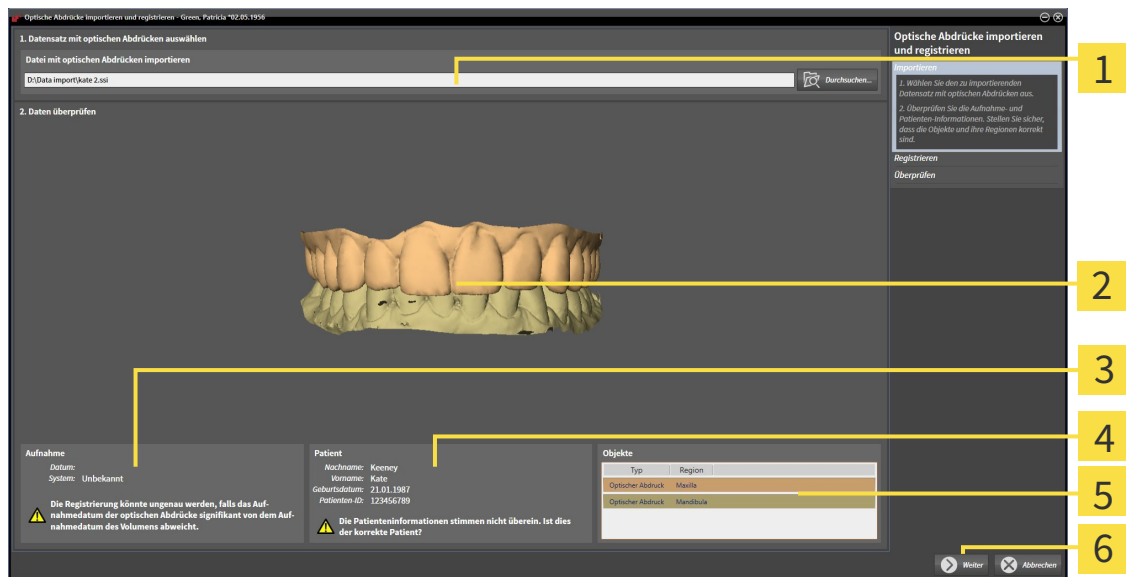 Optische Abdrücke importieren und registrieren - Green, Patricia *02.05.1956
1. Datensatz mit optischen Abdrücken auswählen
Datei mit optischen Abdrücken importieren
D:\Data import\kate 2.ssi
Durchsuchen...
2. Daten überprüfen
Aufnahme
Datum:
System: Unbekannt
Die Registrierung könnte ungenau werden, falls das Auf-
nahmedatum der optischen Abdrücke signifikant von dem Auf-
nahmedatum des Volumens abweicht.
Patient
Nachname: Keeney
Vorname: Kate
Geburtsdatum: 21.01.1987
Patienten-ID: 123456789
Die Patienteninformationen stimmen nicht überein. Ist dies
der korrekte Patient?
Objekte
Typ Region
Optischer Abdruck Maxilla
Optischer Abdruck Mandibula
Optische Abdrücke importieren
und registrieren
Importieren
1. Wählen Sie den zu importierenden
Datensatz mit optischen Abdrücken aus.
2. Überprüfen Sie die Aufnahme- und
Patienten-Informationen. Stellen Sie sicher,
dass die Objekte und ihre Regionen korrekt
sind.
Registrieren
Überprüfen
Weiter
Abbrechen
1
2
3
4
5
6